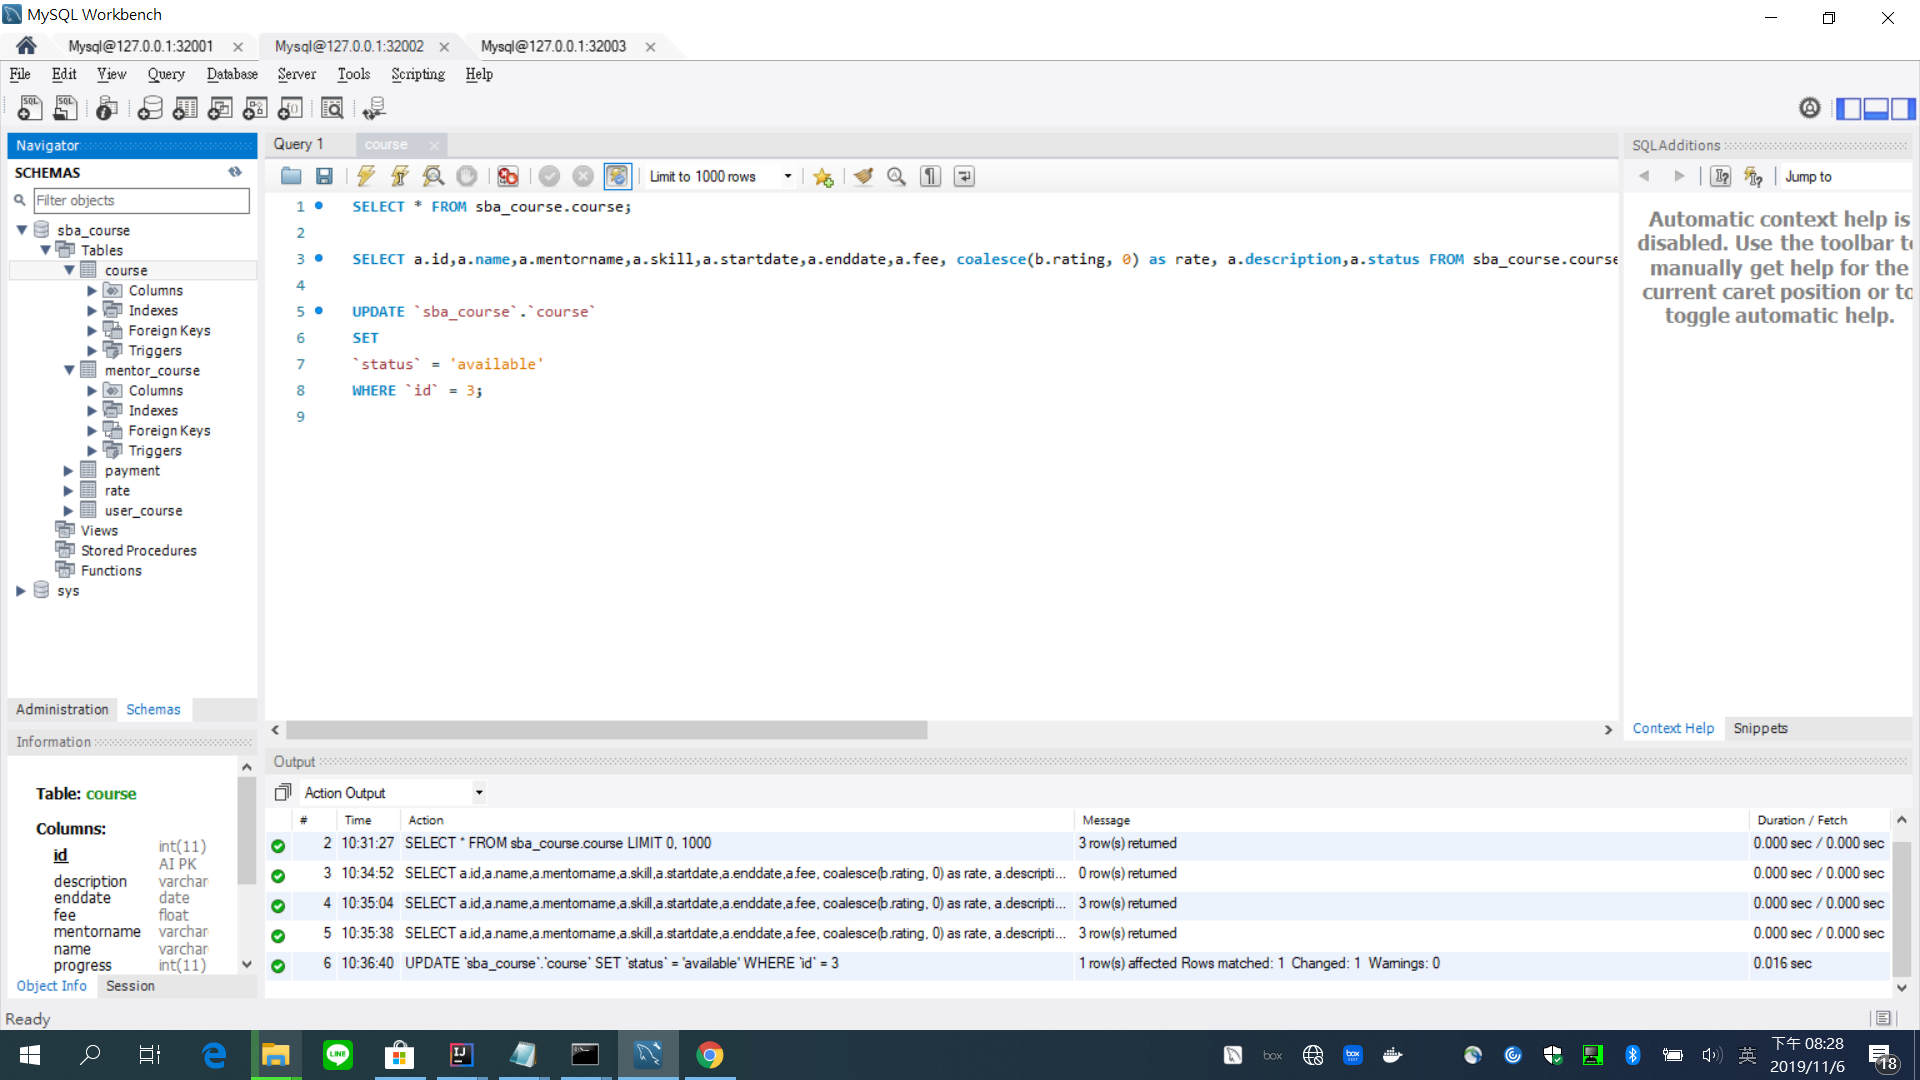 MySQL Workbench
Mysql@127.0.0.1:32001
Mysql@127.0.0.1:32002
Mysql@127.0.0.1:32003
File Edit View Query Database Server Tools Scripting Help
Navigator
SCHEMAS
Filter objects
sba_course
Tables
course
Columns
Indexes
Foreign Keys
Triggers
mentor_course
Columns
Indexes
Foreign Keys
Triggers
payment
rate
user_course
Views
Stored Procedures
Functions
sys
Administration Schemas
Information
Table: course
Columns:
id int(11)
AI PK
description varchar
enddate date
fee float
mentorname varchar
name varchar
progress int(11)
Object Info Session
Query 1 course
Limit to 1000 rows
1 SELECT * FROM sba_course.course;
2
3 SELECT a.id,a.name,a.mentorname,a.skill,a.startdate,a.enddate,a.fee, coalesce(b.rating, 0) as rate, a.description,a.status FROM sba_course.course
4
5 UPDATE `sba_course`.`course`
6 SET
7 `status` = 'available'
8 WHERE `id` = 3;
9
SQLAdditions
Jump to
Automatic context help is
disabled. Use the toolbar to
manually get help for the
current caret position or to
toggle automatic help.
Context Help Snippets
Output
Action Output
# Time Action Message Duration / Fetch
2 10:31:27 SELECT * FROM sba_course.course LIMIT 0, 1000 3 row(s) returned 0.000 sec / 0.000 sec
3 10:34:52 SELECT a.id,a.name,a.mentorname,a.skill,a.startdate,a.enddate,a.fee, coalesce(b.rating, 0) as rate, a.descripti... 0 row(s) returned 0.000 sec / 0.000 sec
4 10:35:04 SELECT a.id,a.name,a.mentorname,a.skill,a.startdate,a.enddate,a.fee, coalesce(b.rating, 0) as rate, a.descripti... 3 row(s) returned 0.000 sec / 0.000 sec
5 10:35:38 SELECT a.id,a.name,a.mentorname,a.skill,a.startdate,a.enddate,a.fee, coalesce(b.rating, 0) as rate, a.descripti... 3 row(s) returned 0.000 sec / 0.000 sec
6 10:36:40 UPDATE `sba_course`.`course` SET `status` = 'available' WHERE `id` = 3 1 row(s) affected Rows matched: 1 Changed: 1 Warnings: 0 0.016 sec
Ready
LINE
IJ
box
box
英
下午 08:28
2019/11/6
18